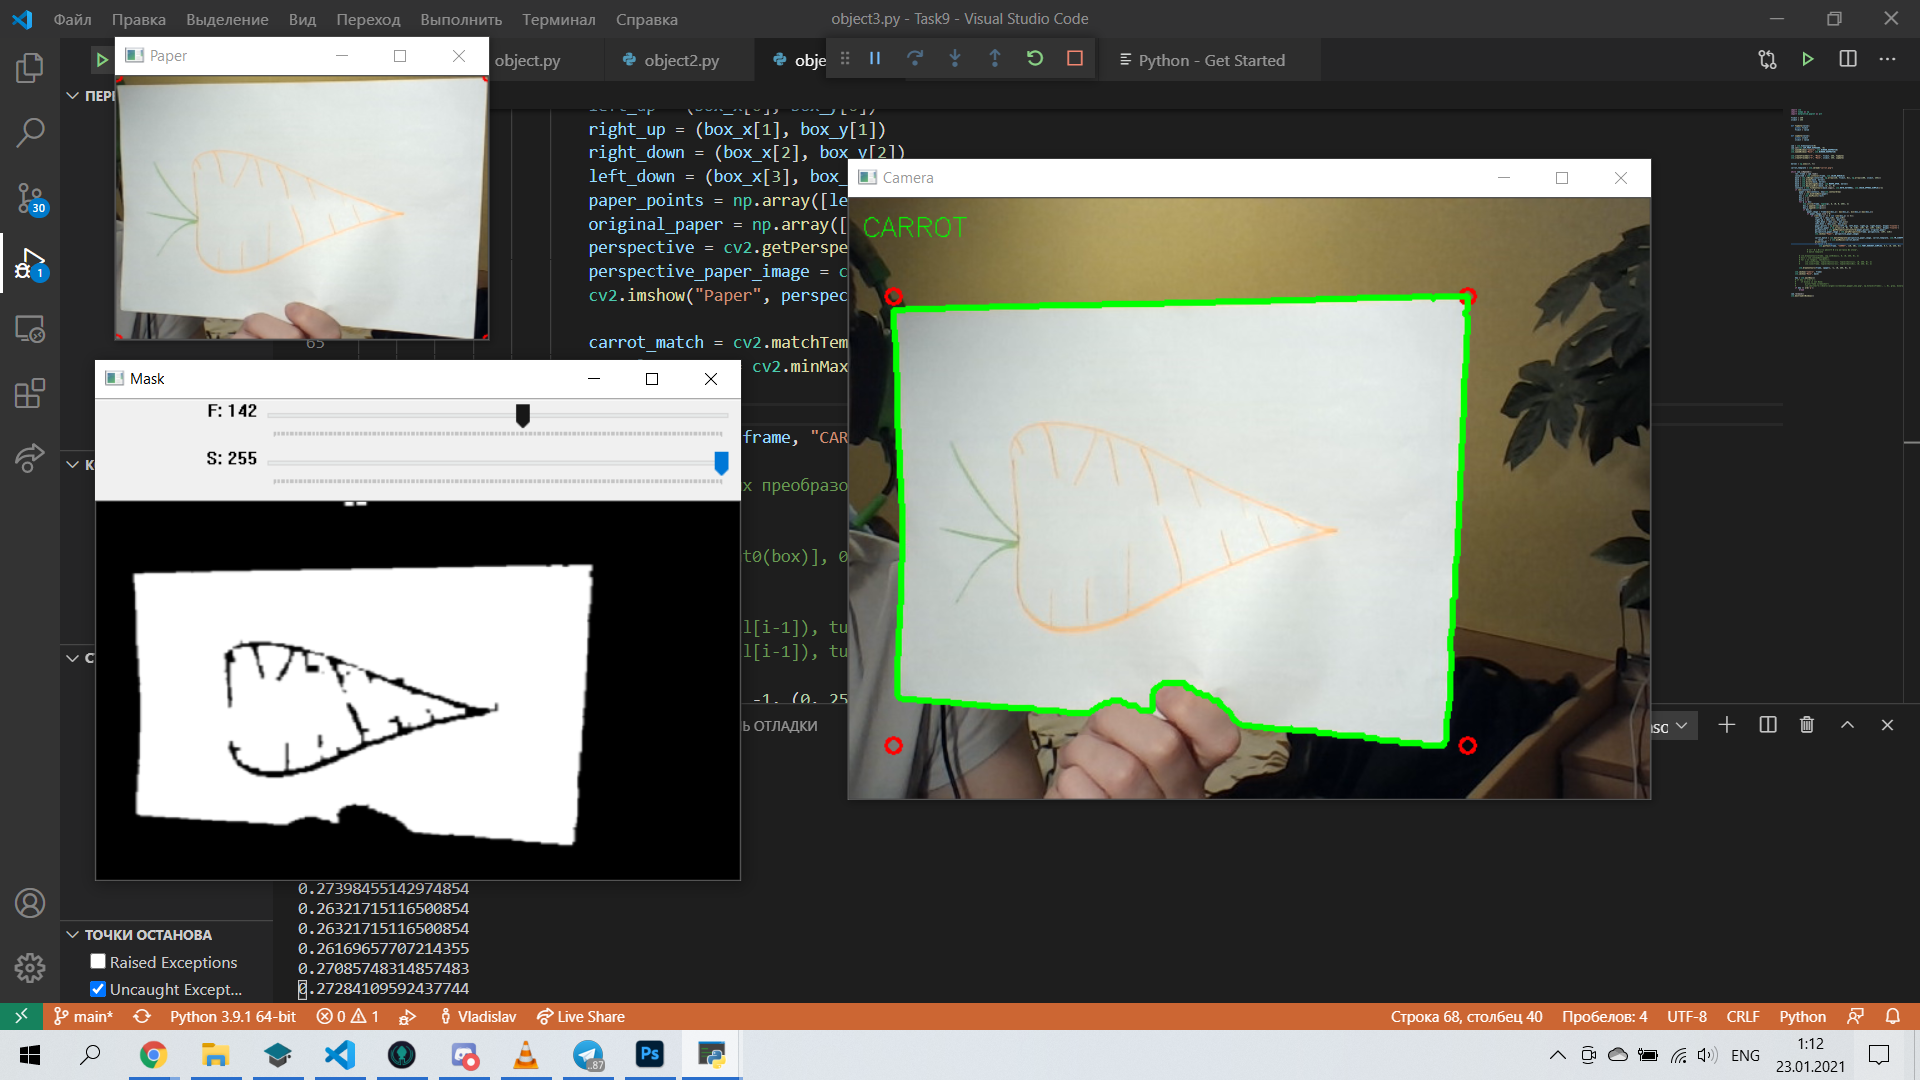 Файл Правка Выделение Вид Переход Выполнить Терминал Справка
object3.py - Task9 - Visual Studio Code
Paper
object.py
object2.py
Python - Get Started
right_up = (box_x[1], box_y[1])
right_down = (box_x[2], box_y[2])
left_down = (box_x[3], box_
paper_points = np.array([le
original_paper = np.array([
perspective = cv2.getPerspe
perspective_paper_image = c
cv2.imshow("Paper", perspec
65
carrot_match = cv2.matchTem
cv2.minMax
frame, "CAR
х преобразо
t0(box)], 0
l[i-1]), tu
l[i-1]), tu
-1, (0, 25
Ь ОТЛАДКИ
Camera
CARROT
Mask
F: 142
S: 255
0.27398455142974854
0.26321715116500854
0.26321715116500854
0.26169657707214355
0.27085748314857483
0.27284109592437744
30
1
ТОЧКИ ОСТАНОВА
Raised Exceptions
Uncaught Except...
main*
Python 3.9.1 64-bit
0 1
Vladislav
Live Share
Строка 68, столбец 40
Пробелов: 4
UTF-8
CRLF
Python
Ps
87
ENG
1:12
23.01.2021